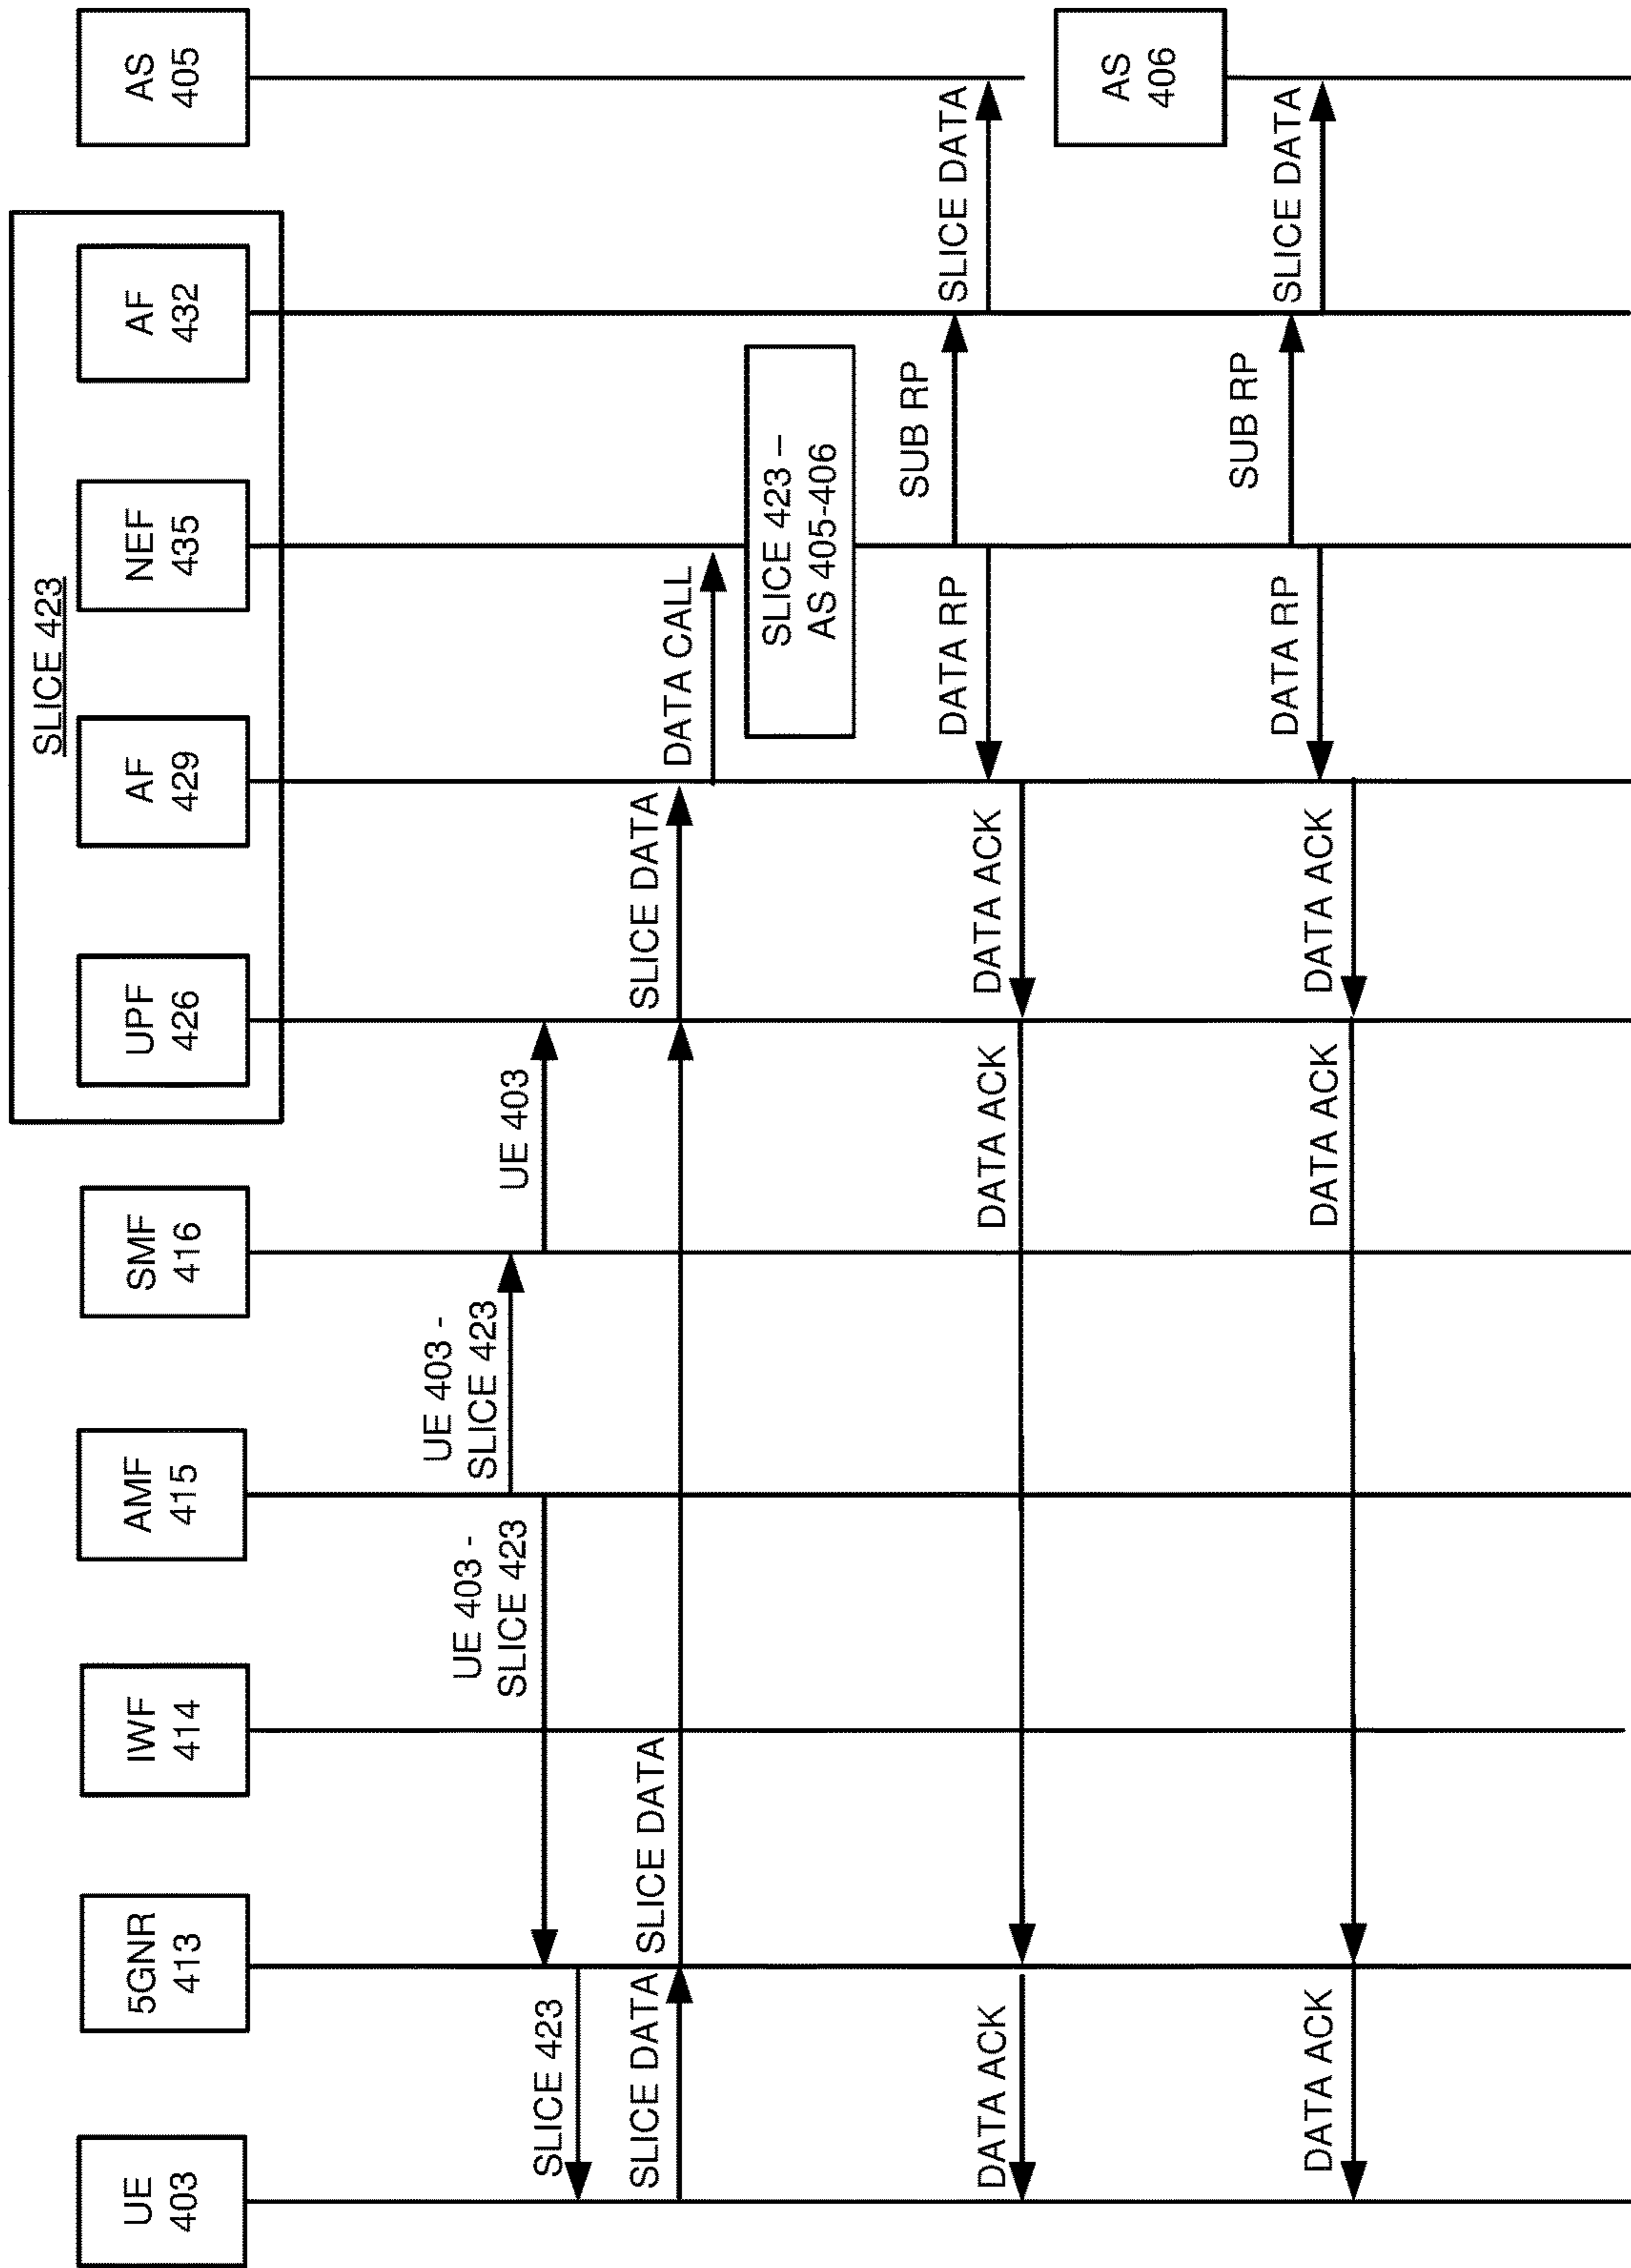 UE
403
5GNR
413
IWF
414
AMF
415
SMF
416
SLICE 423
UPF
426
AF
429
NEF
435
AF
432
AS
405
UE 403 -
SLICE 423
UE 403 -
SLICE 423
UE 403
SLICE 423
SLICE DATA
SLICE DATA
SLICE DATA
DATA CALL
SLICE 423 –
AS 405-406
SUB RP
DATA RP
SLICE DATA
DATA ACK
DATA ACK
DATA ACK
AS
406
SUB RP
DATA RP
SLICE DATA
DATA ACK
DATA ACK
DATA ACK